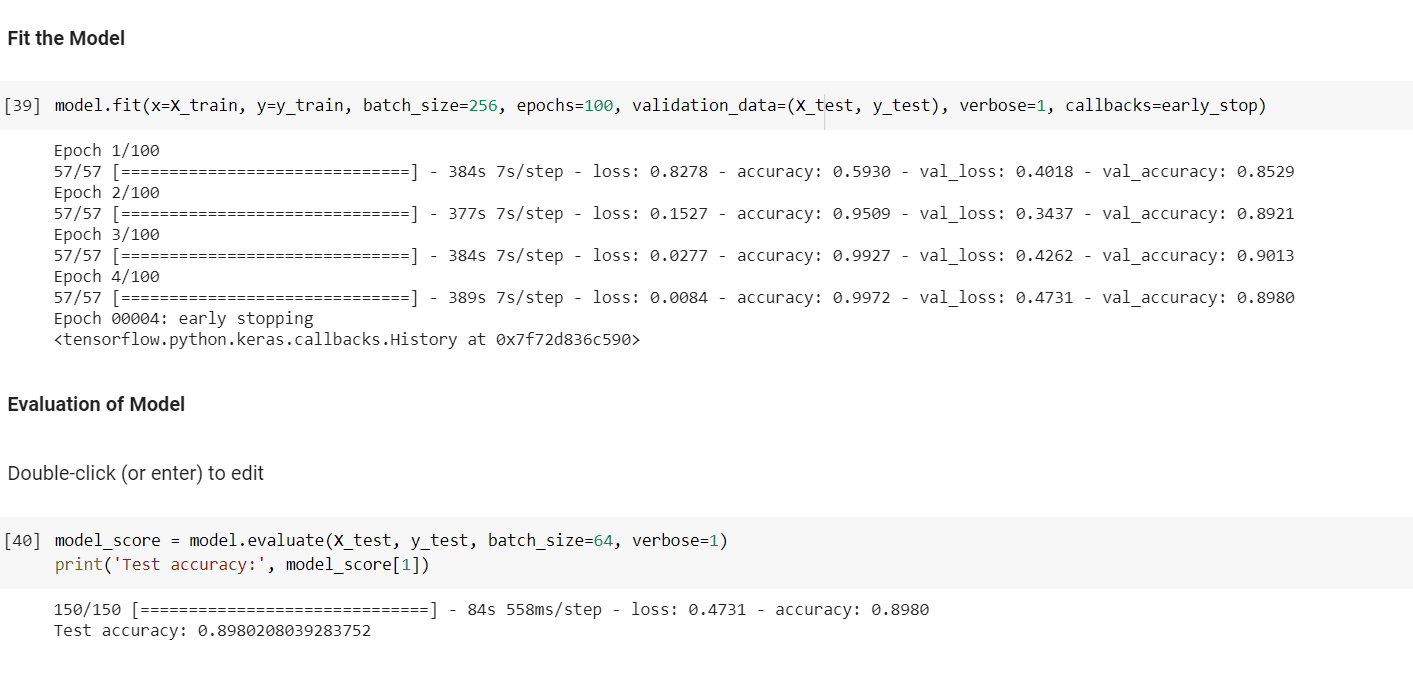 Fit the Model
[39] model.fit(x=X_train, y=y_train, batch_size=256, epochs=100, validation_data=(X_test, y_test), verbose=1, callbacks=early_stop)
Epoch 1/100
57/57 [==============================] - 384s 7s/step - loss: 0.8278 - accuracy: 0.5930 - val_loss: 0.4018 - val_accuracy: 0.8529
Epoch 2/100
57/57 [==============================] - 377s 7s/step - loss: 0.1527 - accuracy: 0.9509 - val_loss: 0.3437 - val_accuracy: 0.8921
Epoch 3/100
57/57 [==============================] - 384s 7s/step - loss: 0.0277 - accuracy: 0.9927 - val_loss: 0.4262 - val_accuracy: 0.9013
Epoch 4/100
57/57 [==============================] - 389s 7s/step - loss: 0.0084 - accuracy: 0.9972 - val_loss: 0.4731 - val_accuracy: 0.8980
Epoch 00004: early stopping
<tensorflow.python.keras.callbacks.History at 0x7f72d836c590>
Evaluation of Model
Double-click (or enter) to edit
[40] model_score = model.evaluate(X_test, y_test, batch_size=64, verbose=1)
print('Test accuracy:', model_score[1])
150/150 [==============================] - 84s 558ms/step - loss: 0.4731 - accuracy: 0.8980
Test accuracy: 0.8980208039283752